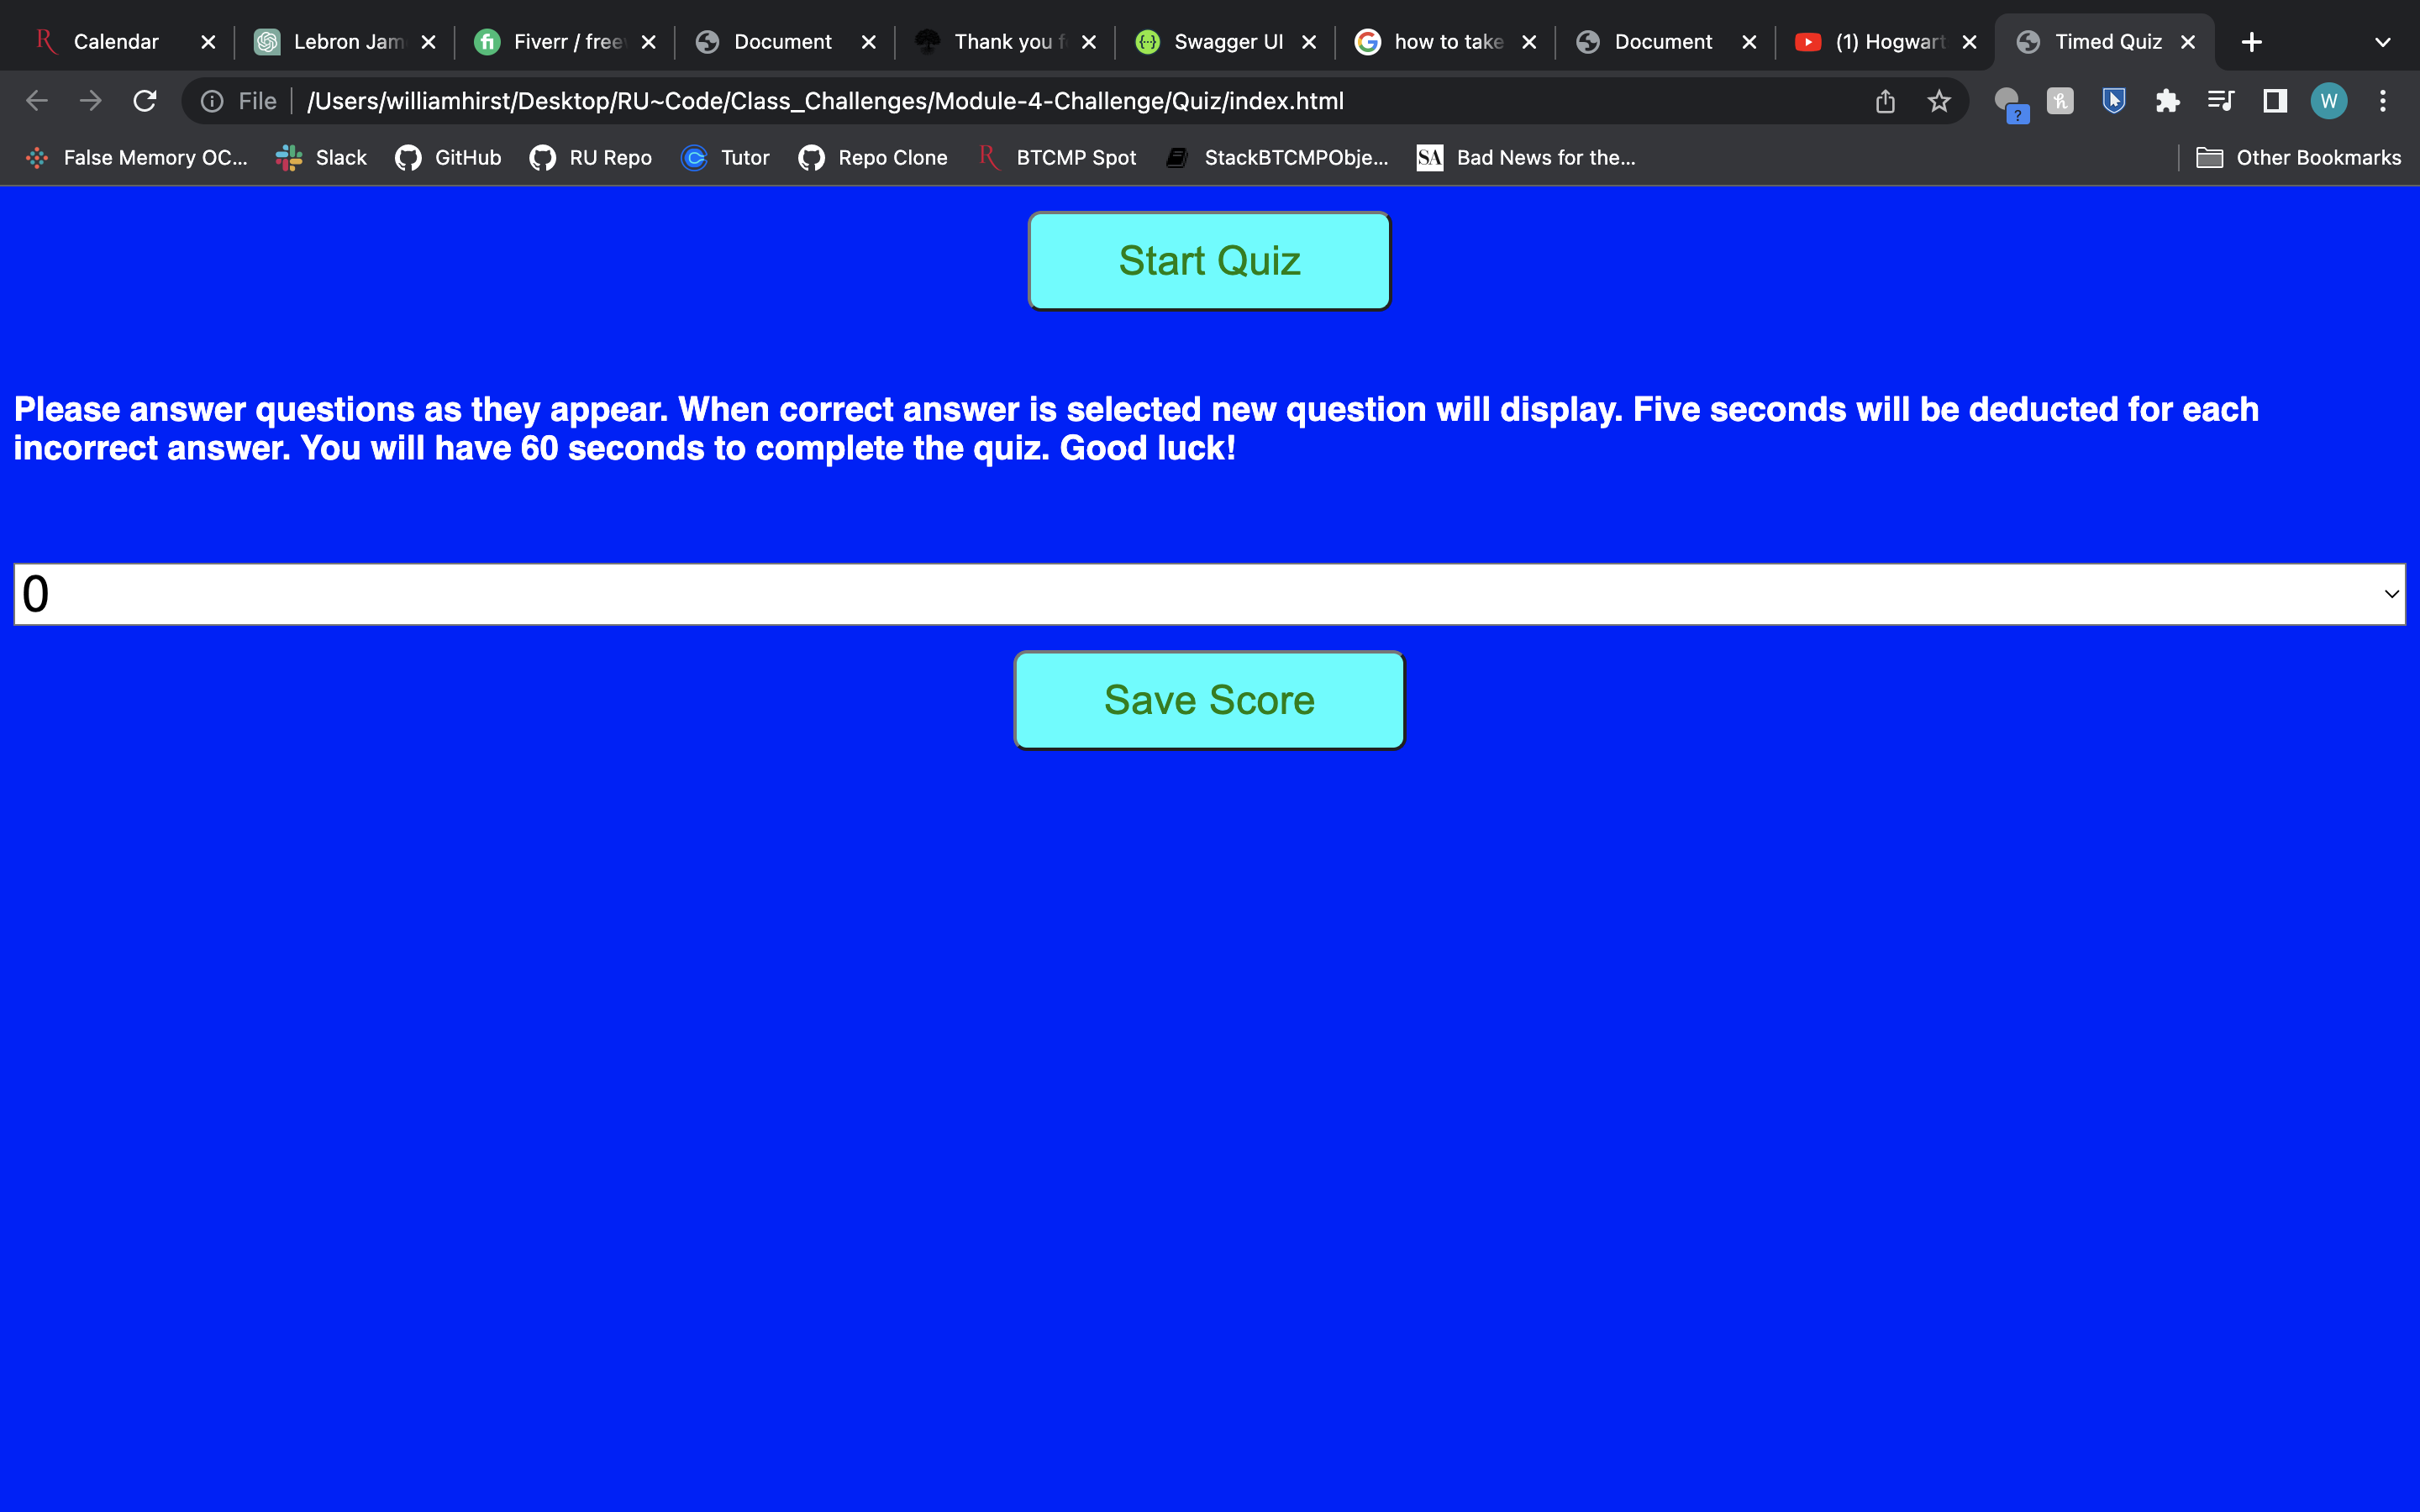 Calendar
Lebron Jam
Fiverr / free
Document
Thank you f
Swagger UI
how to take
Document
(1) Hogwart
Timed Quiz
File
/Users/williamhirst/Desktop/RU~Code/Class_Challenges/Module-4-Challenge/Quiz/index.html
?
W
False Memory OC...
Slack
GitHub
RU Repo
Tutor
Repo Clone
BTCMP Spot
StackBTCMPObje...
SA
Bad News for the...
Other Bookmarks
Start Quiz
Please answer questions as they appear. When correct answer is selected new question will display. Five seconds will be deducted for each
incorrect answer. You will have 60 seconds to complete the quiz. Good luck!
0
Save Score